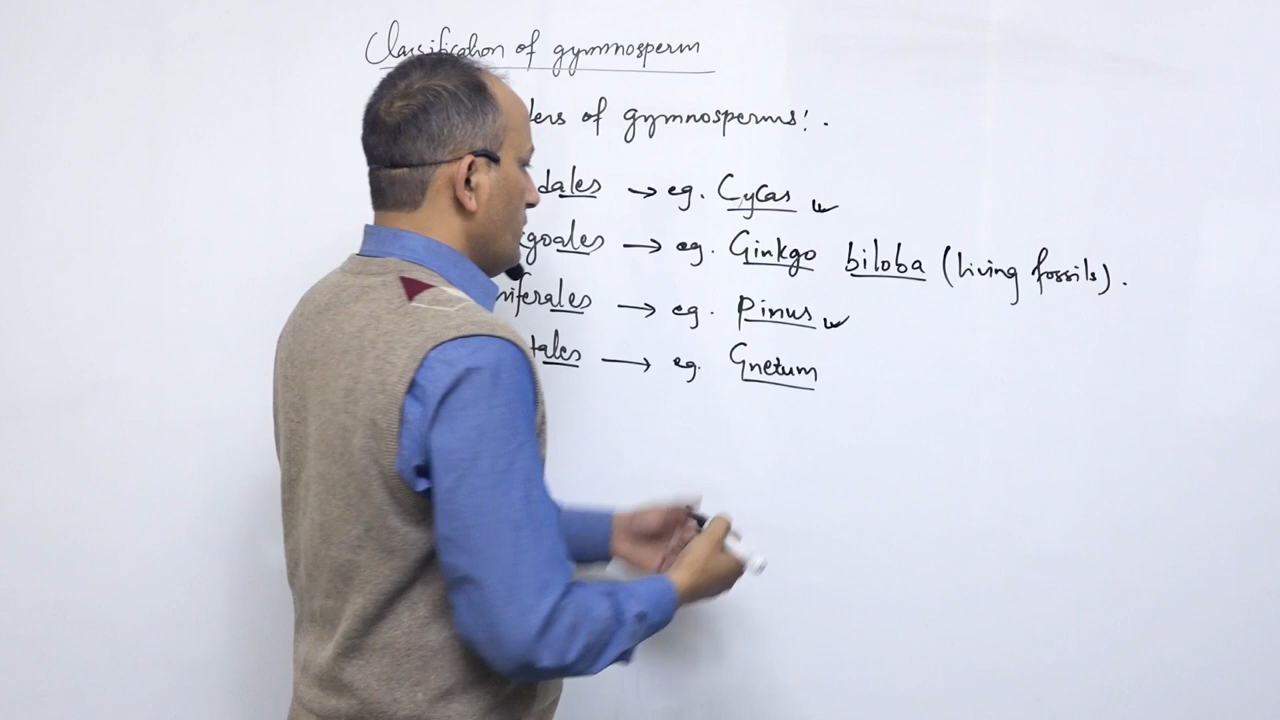 Classification of gymnosperm
ders of gymnosperms:.
dales → eg. Cycas
goales → eg. Ginkgo biloba (living fossils).
niferales → eg. Pinus
tales → eg. Gnetum